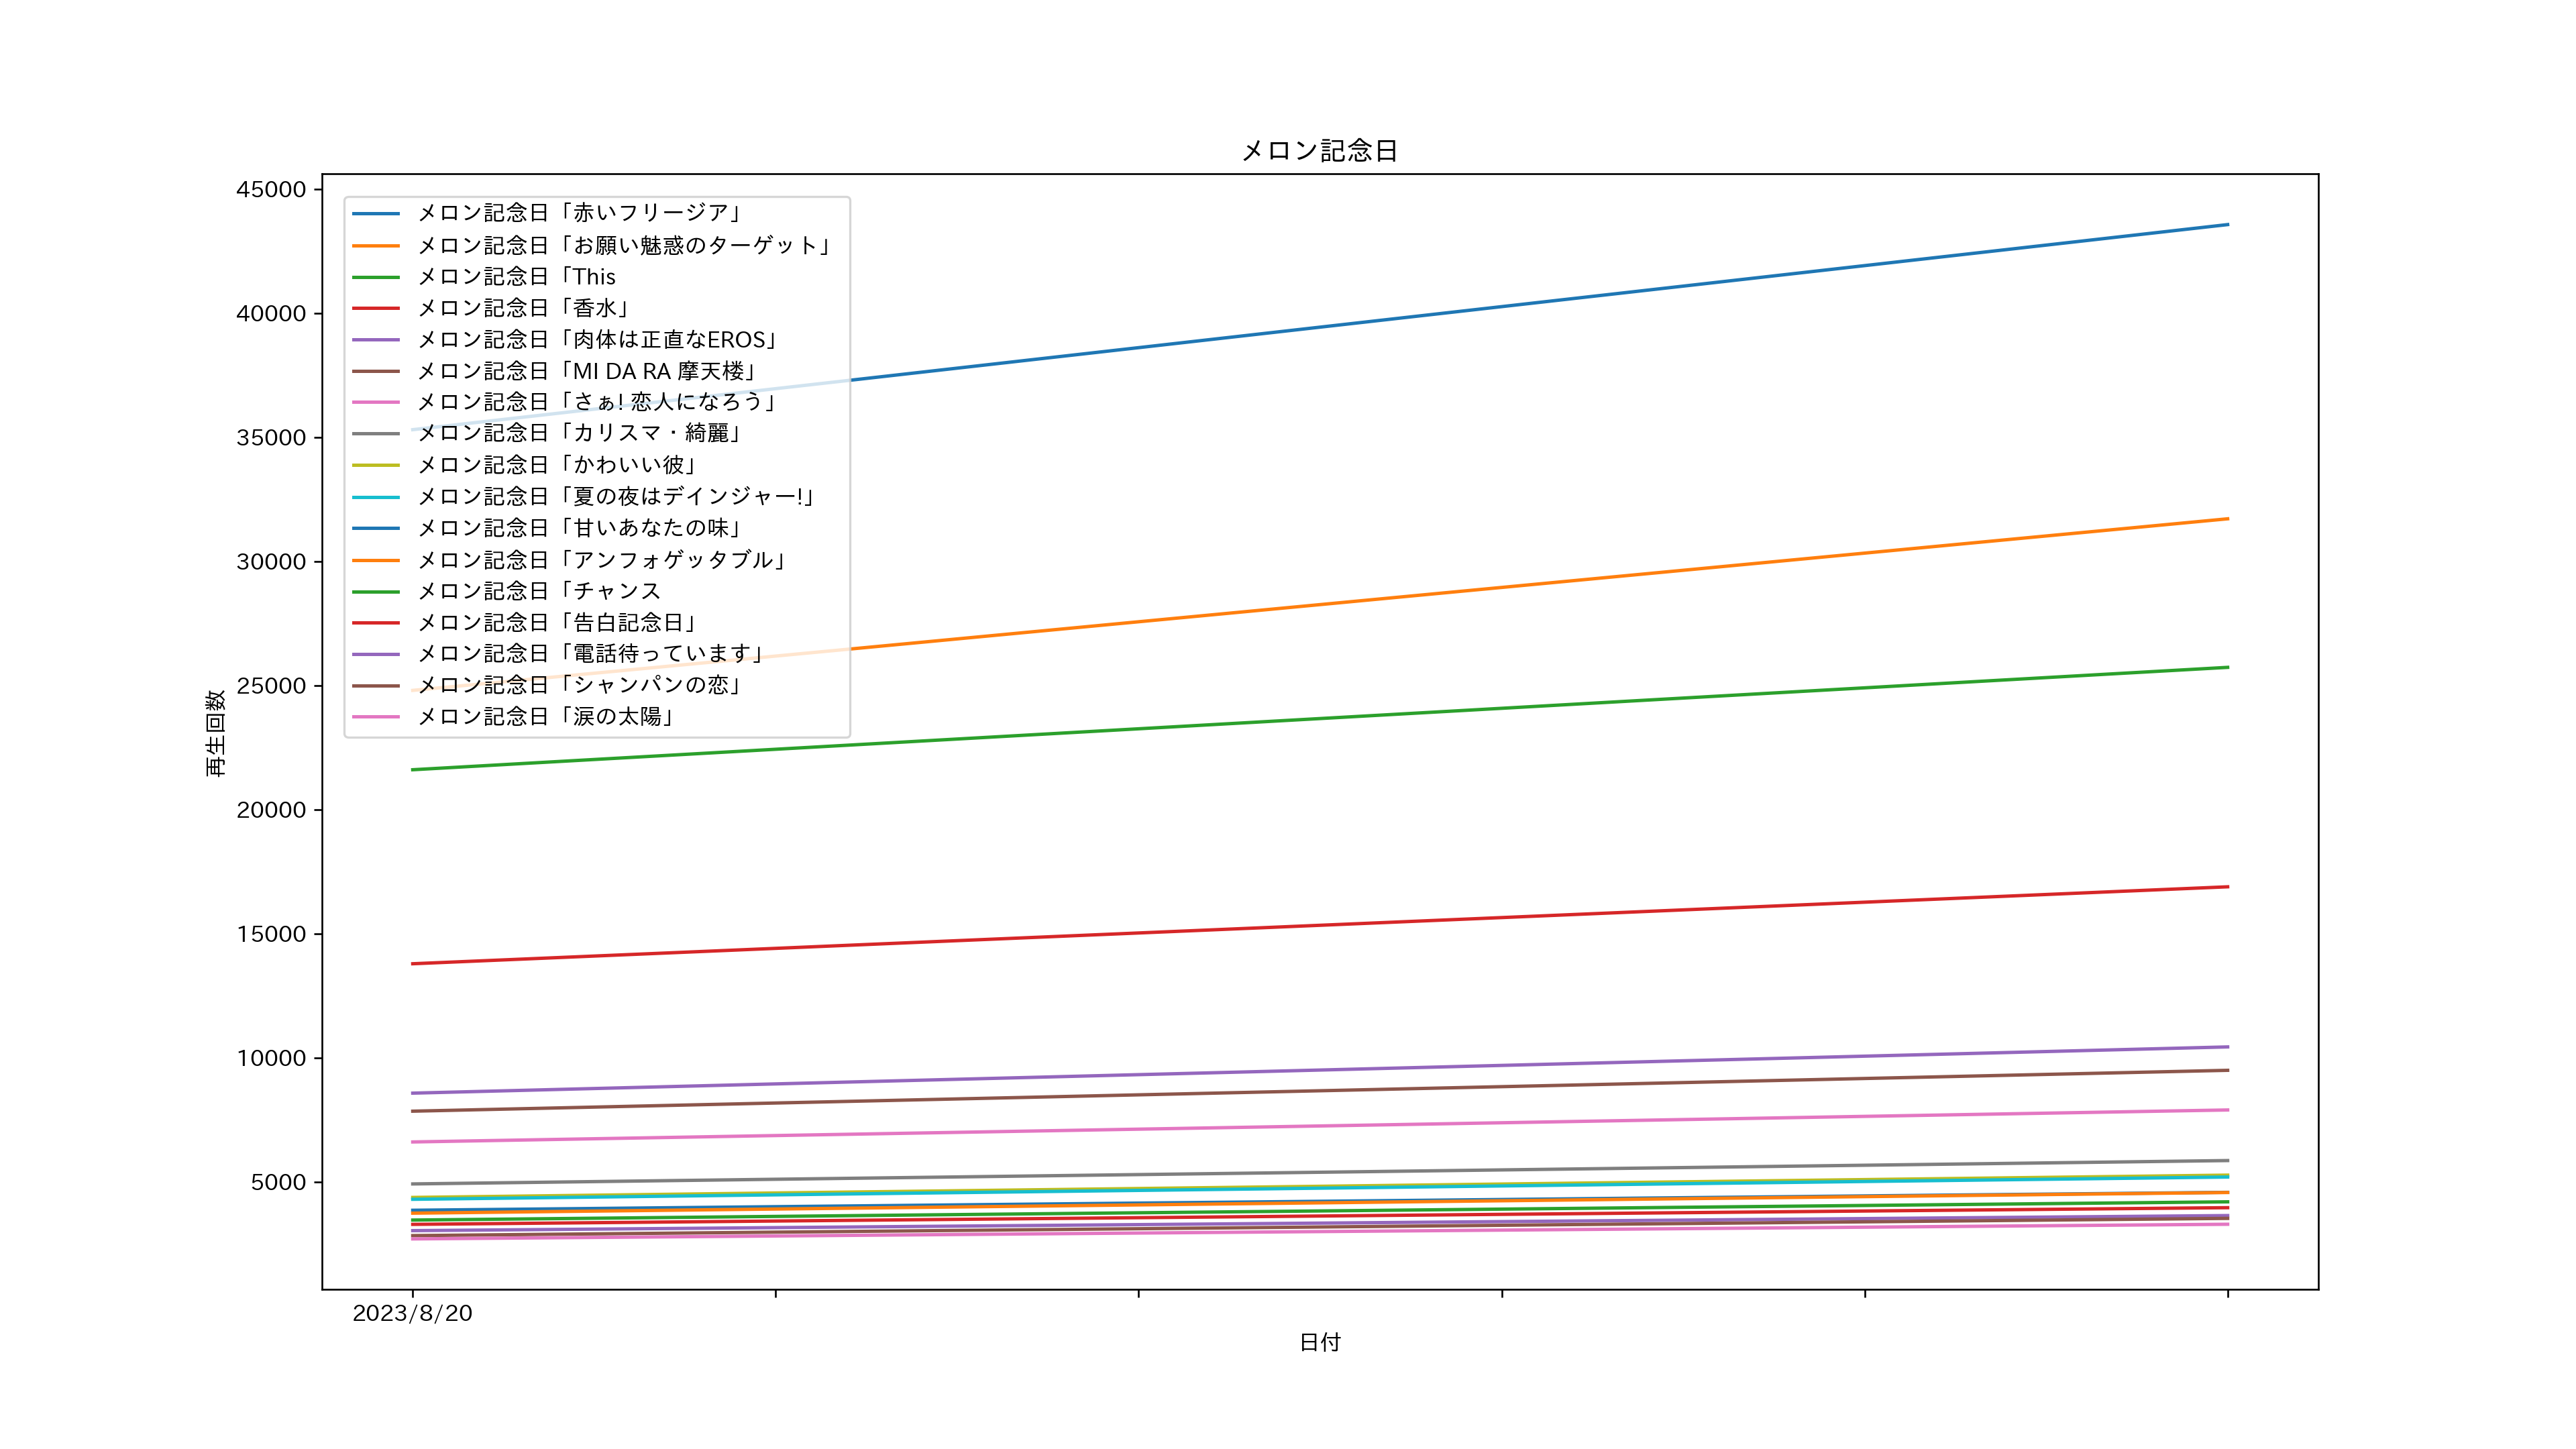 メロン記念日
45000
40000
35000
30000
25000
20000
15000
10000
5000
再生回数
メロン記念日「赤いフリージア」
メロン記念日「お願い魅惑のターゲット」
メロン記念日「This
メロン記念日「香水」
メロン記念日「肉体は正直なEROS」
メロン記念日「MI DA RA 摩天楼」
メロン記念日「さぁ! 恋人になろう」
メロン記念日「カリスマ・綺麗」
メロン記念日「かわいい彼」
メロン記念日「夏の夜はデインジャー!」
メロン記念日「甘いあなたの味」
メロン記念日「アンフォゲッタブル」
メロン記念日「チャンス
メロン記念日「告白記念日」
メロン記念日「電話待っています」
メロン記念日「シャンパンの恋」
メロン記念日「涙の太陽」
2023/8/20
日付